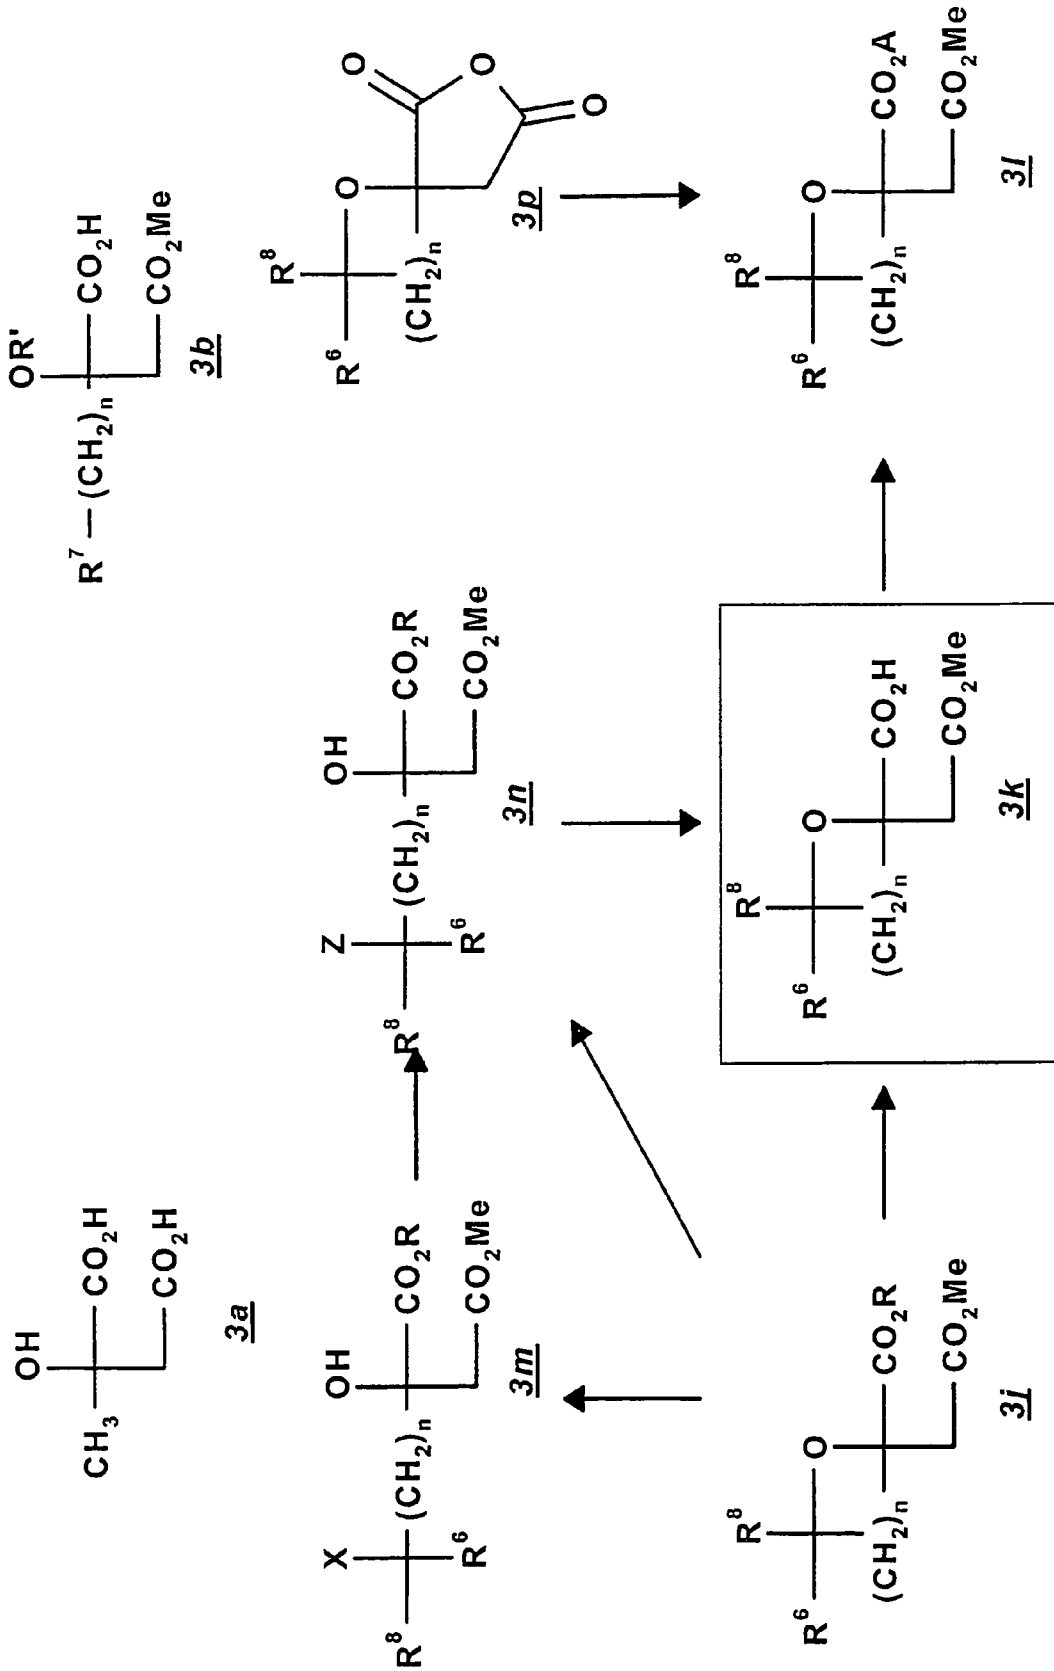 OH
CH₃ CO₂H
CO₂H
3a
OR'
R⁷—(CH₂)ₙ CO₂H
CO₂Me
3b
X OH
R⁸ (CH₂)ₙ CO₂R
R⁶ CO₂Me
3m
Z OH
R⁸ (CH₂)ₙ CO₂R
R⁶ CO₂Me
3n
R⁸ O
R⁶ O
(CH₂)ₙ O
O
3p
R⁸
R⁶ O
(CH₂)ₙ CO₂R
CO₂Me
3j
R⁸
R⁶ O
(CH₂)ₙ CO₂H
CO₂Me
3k
R⁸
R⁶ O
(CH₂)ₙ CO₂A
CO₂Me
3l